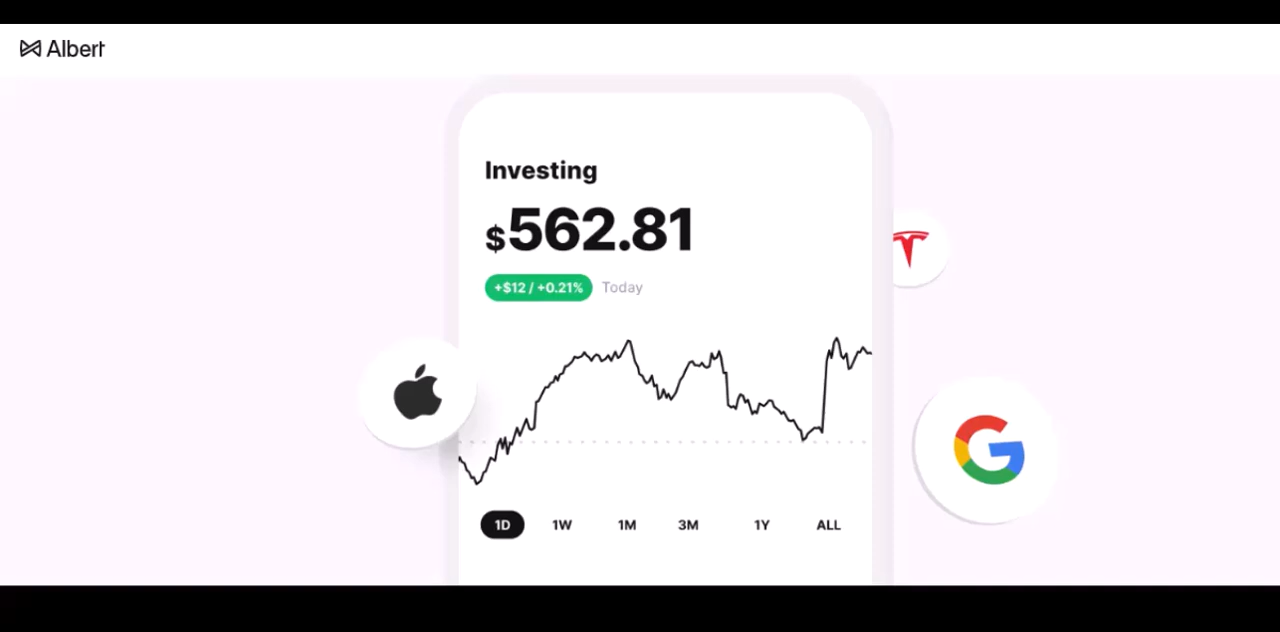 Albert
Investing
$562.81
+$12 / +0.21% Today
1D 1W 1M 3M 1Y ALL